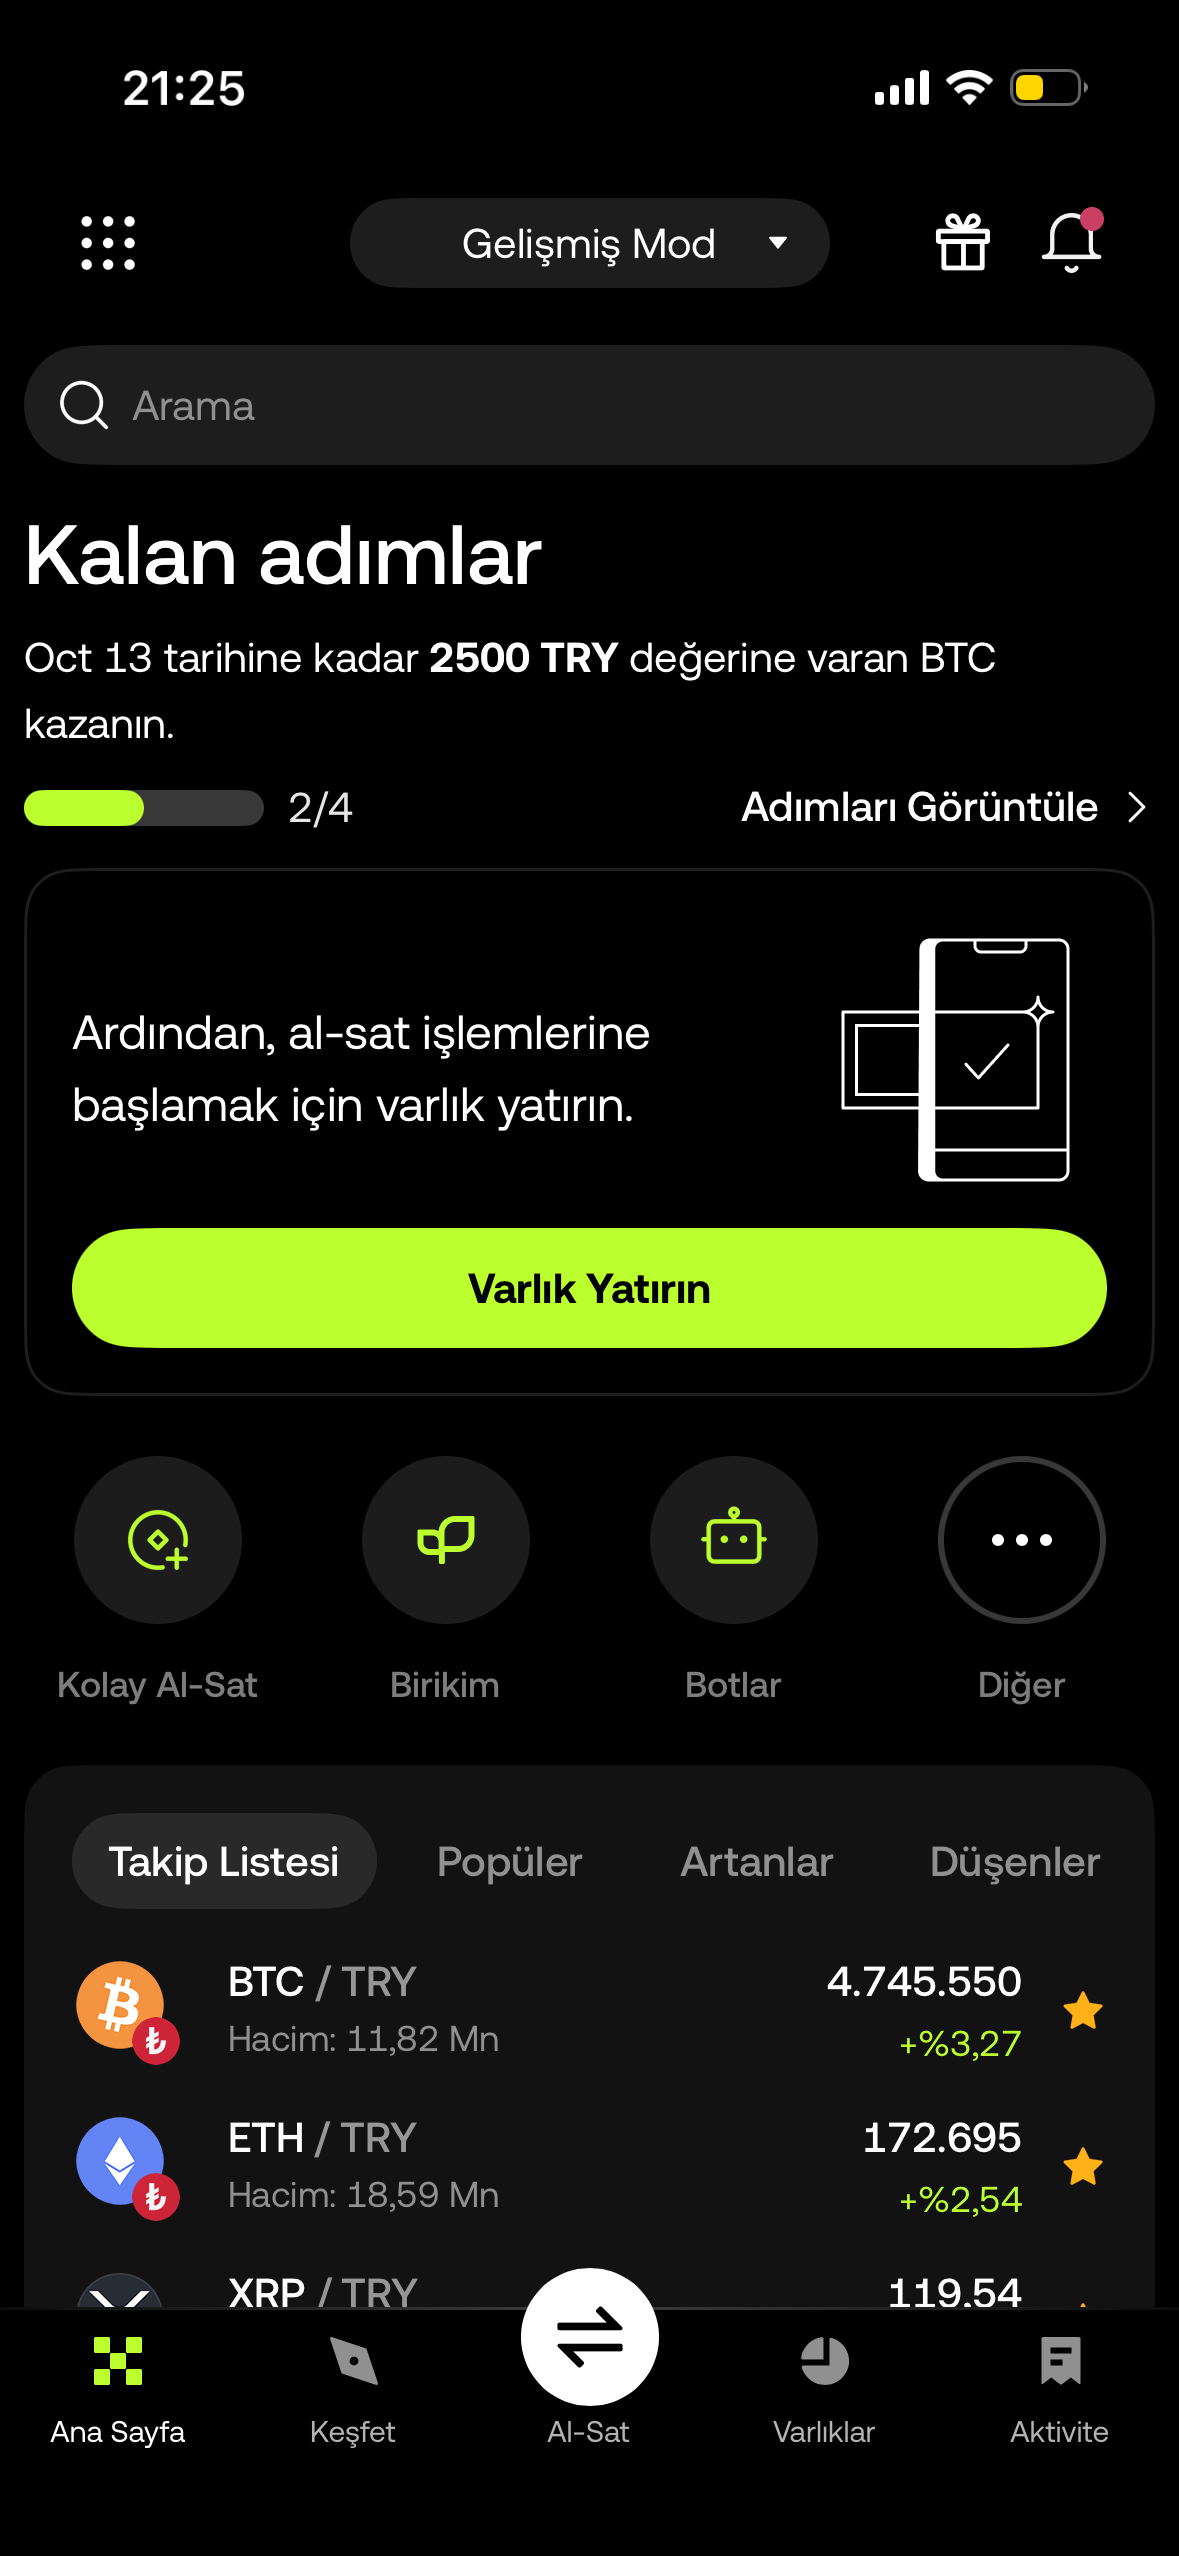 21:25
Gelişmiş Mod
Arama
Kalan adımlar
Oct 13 tarihine kadar 2500 TRY değerine varan BTC
kazanın.
2/4
Adımları Görüntüle
Ardından, al-sat işlemlerine
başlamak için varlık yatırın.
Varlık Yatırın
Kolay Al-Sat
Birikim
Botlar
Diğer
Takip Listesi
Popüler
Artanlar
Düşenler
BTC / TRY
4.745.550
Hacim: 11,82 Mn
+%3,27
ETH / TRY
172.695
Hacim: 18,59 Mn
+%2,54
XRP / TRY
119,54
Ana Sayfa
Keşfet
Al-Sat
Varlıklar
Aktivite